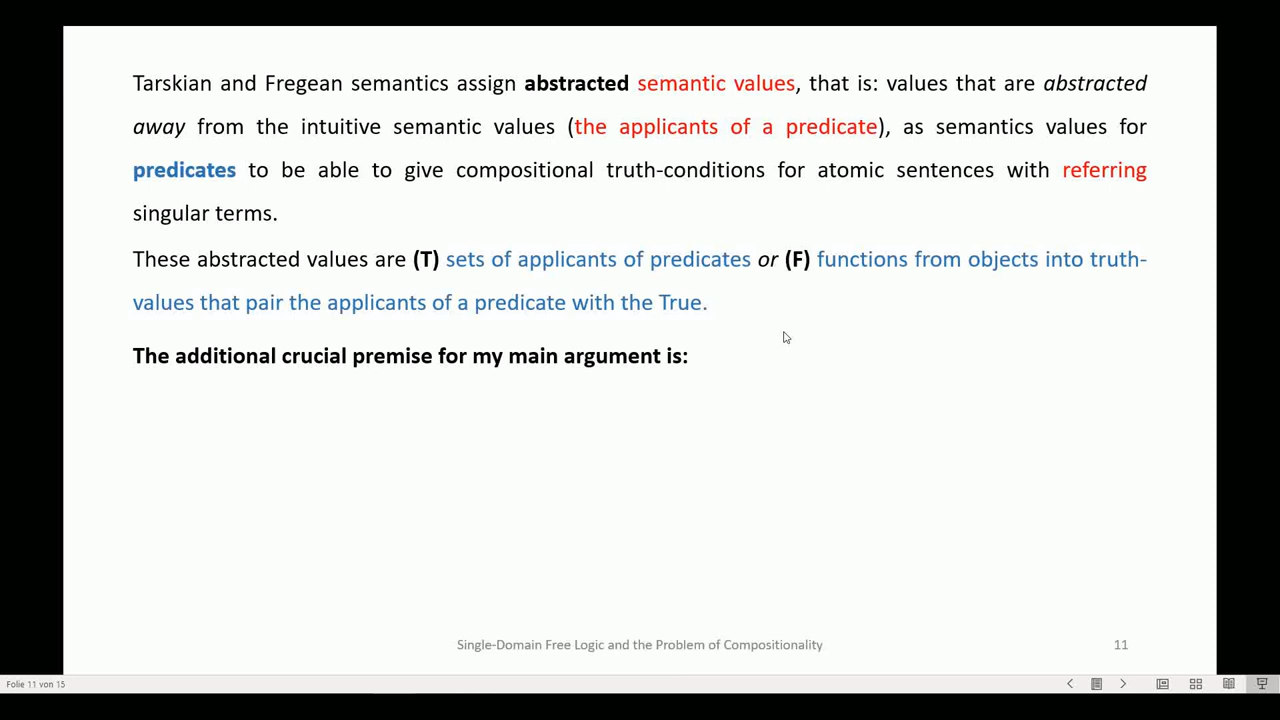 Tarskian and Fregean semantics assign abstracted semantic values, that is: values that are abstracted
away from the intuitive semantic values (the applicants of a predicate), as semantics values for
predicates to be able to give compositional truth-conditions for atomic sentences with referring
singular terms.
These abstracted values are (T) sets of applicants of predicates or (F) functions from objects into truth-
values that pair the applicants of a predicate with the True.
The additional crucial premise for my main argument is:
Single-Domain Free Logic and the Problem of Compositionality
11
Folie 11 von 15